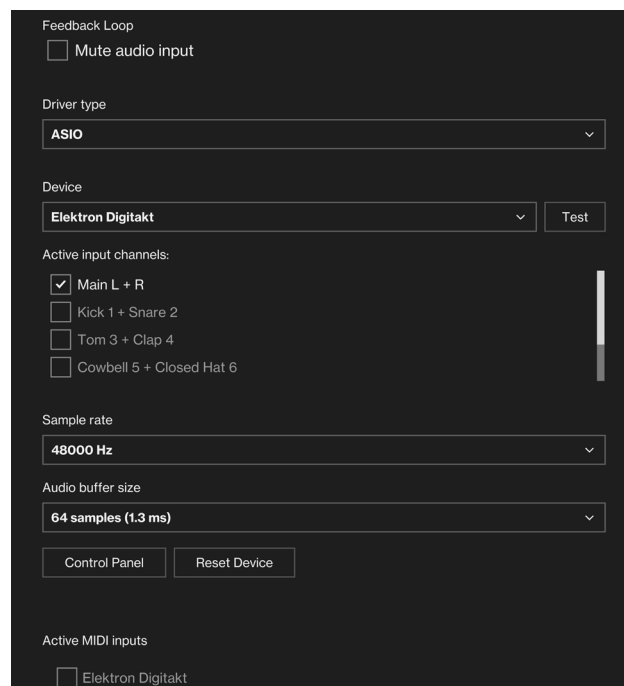 Feedback Loop
Mute audio input
Driver type
ASIO
Device
Elektron Digitakt
Test
Active input channels:
Main L + R
Kick 1 + Snare 2
Tom 3 + Clap 4
Cowbell 5 + Closed Hat 6
Sample rate
48000 Hz
Audio buffer size
64 samples (1.3 ms)
Control Panel
Reset Device
Active MIDI inputs
Elektron Digitakt